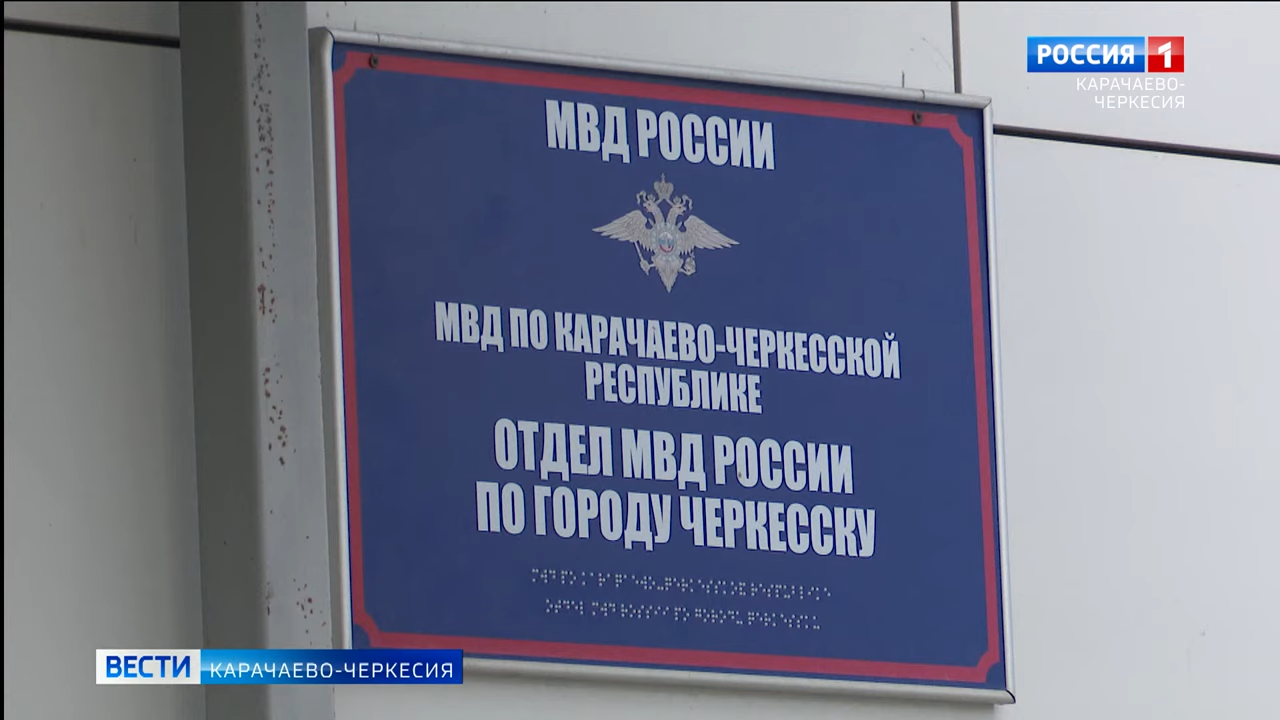 РОССИЯ 1
КАРАЧАЕВО-
ЧЕРКЕСИЯ
МВД РОССИИ
МВД ПО КАРАЧАЕВО-ЧЕРКЕССКОЙ
РЕСПУБЛИКЕ
ОТДЕЛ МВД РОССИИ
ПО ГОРОДУ ЧЕРКЕССКУ
ВЕСТИ КАРАЧАЕВО-ЧЕРКЕСИЯ